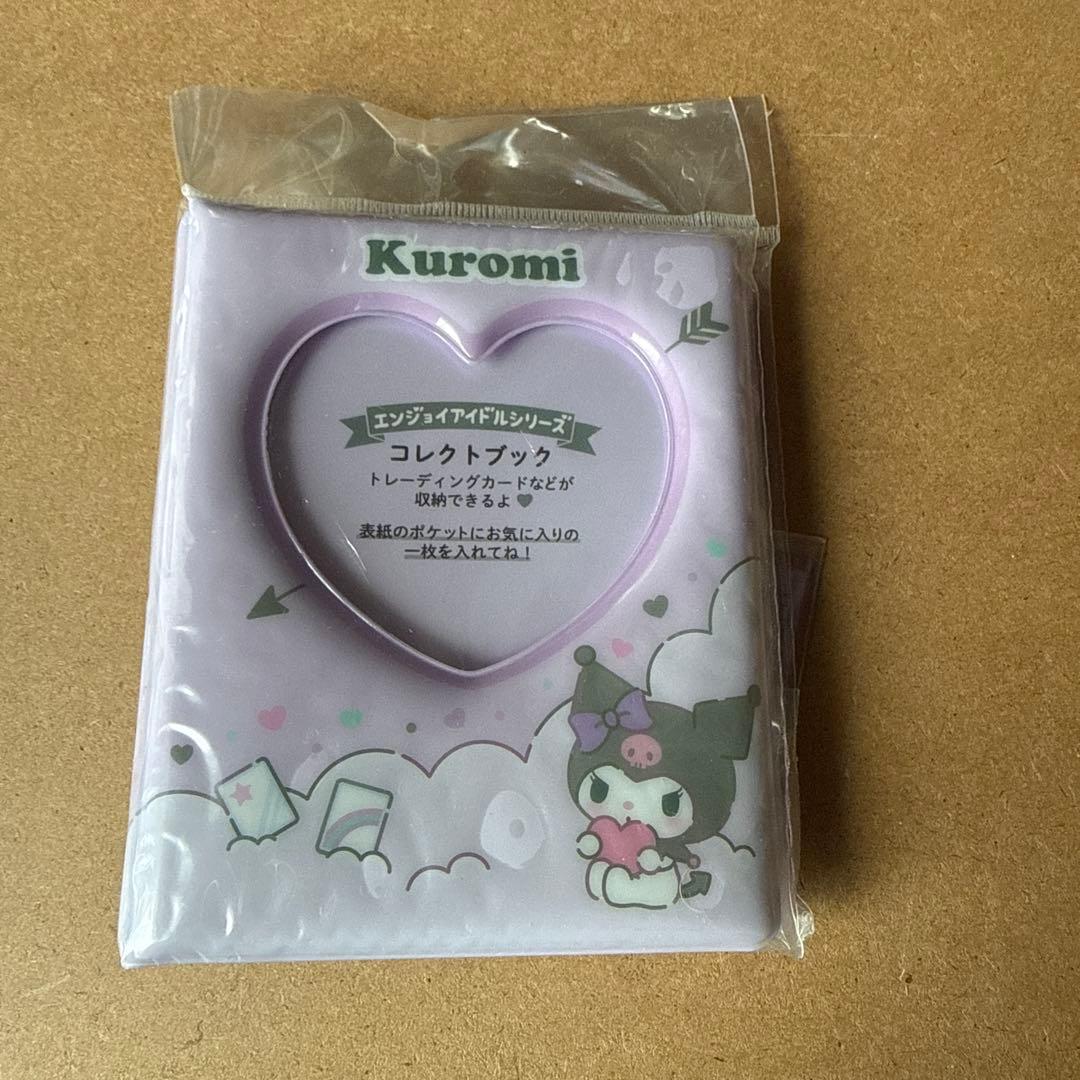 Kuromi
エンジョイアイドルシリーズ
コレクトブック
トレーディングカードなどが
収納できるよ♥
表紙のポケットにお気に入りの
一枚を入れてね！